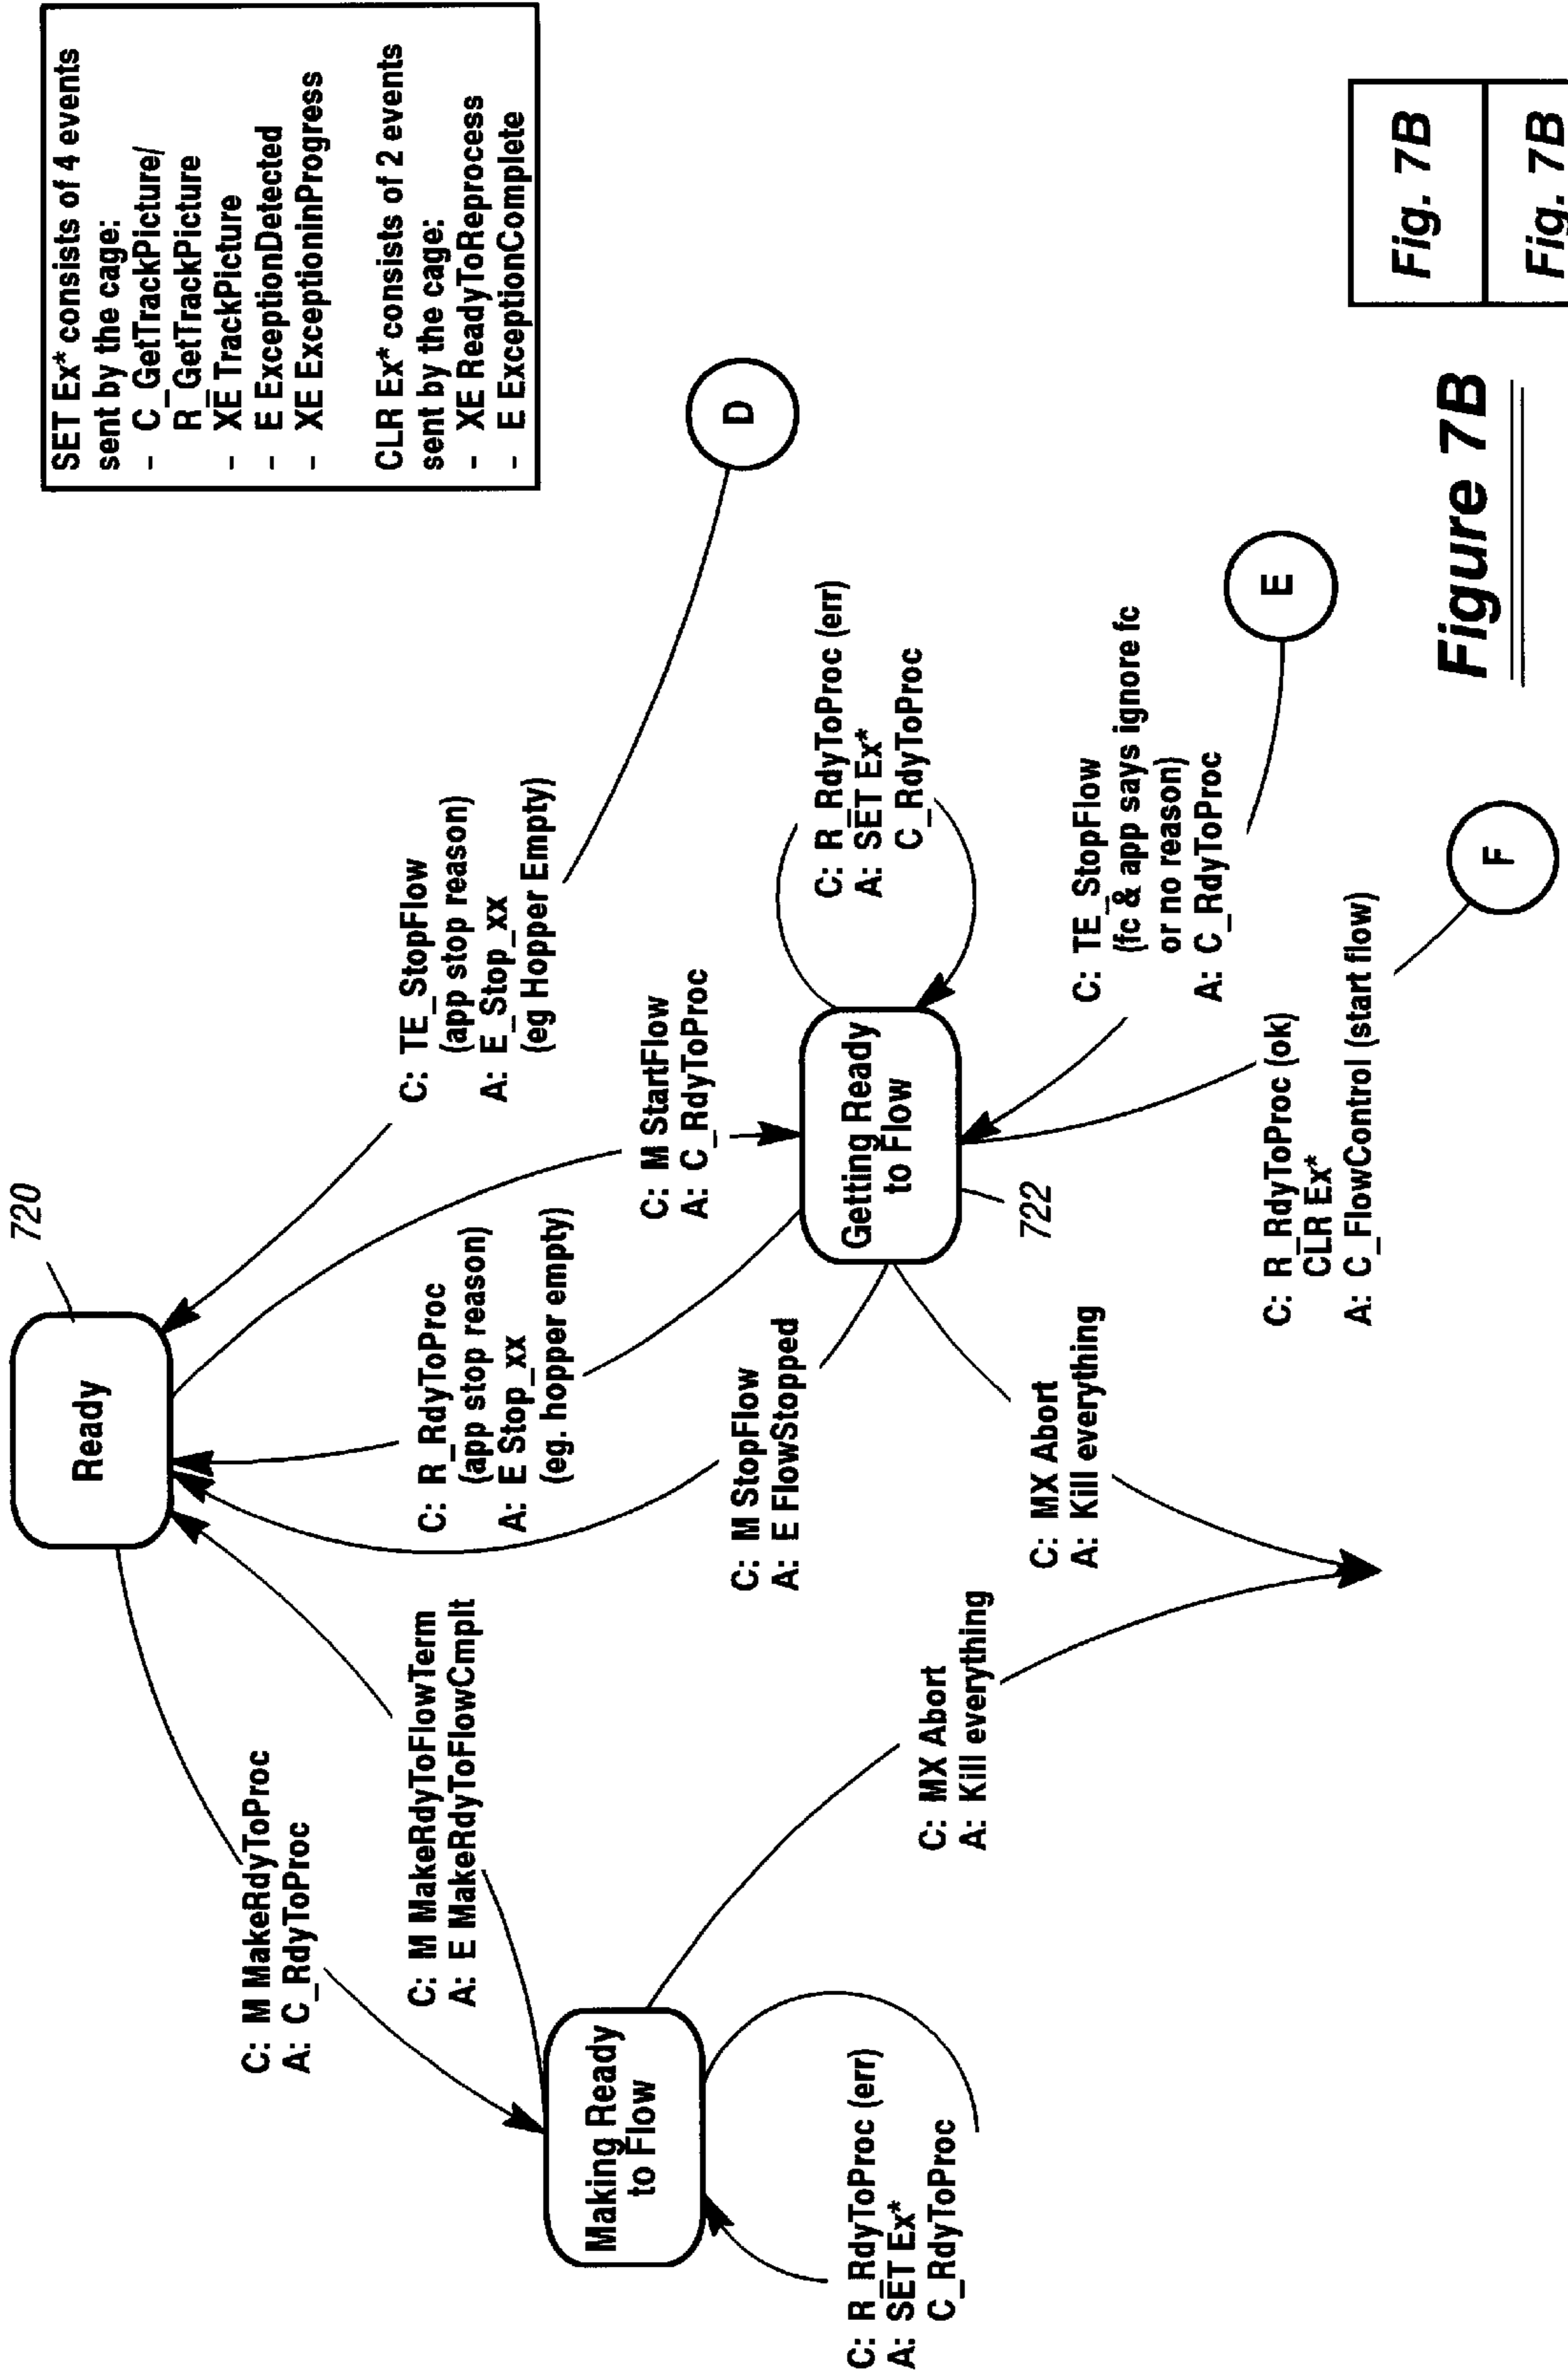 720
Ready
SET Ex* consists of 4 events
sent by the cage:
- C_GetTrackPicture/
R_GetTrackPicture
- XE TrackPicture
- E ExceptionDetected
- XE ExceptioninProgress
CLR Ex* consists of 2 events
sent by the cage:
- XE ReadyToReprocess
- E ExceptionComplete
C: M MakeRdyToProc
A: C_RdyToProc
C: M MakeRdyToFlowTerm
A: E MakeRdyToFlowCmplt
C: R_RdyToProc
(app stop reason)
A: E Stop_xx
(eg. hopper empty)
C: TE_StopFlow
(app stop reason)
A: E_Stop_xx
(eg Hopper Empty)
D
C: M StartFlow
A: C_RdyToProc
Making Ready
to Flow
C: M StopFlow
A: E FlowStopped
Getting Ready
to Flow
722
C: R_RdyToProc (err)
A: SET Ex*
C_RdyToProc
C: R_RdyToProc (err)
A: SET Ex*
C_RdyToProc
C: MX Abort
A: Kill everything
C: MX Abort
A: Kill everything
C: TE_StopFlow
(fc & app says ignore fc
or no reason)
A: C_RdyToProc
E
C: R_RdyToProc (ok)
CLR Ex*
A: C_FlowControl (start flow)
F
Figure 7B
Fig. 7B
Fig. 7B